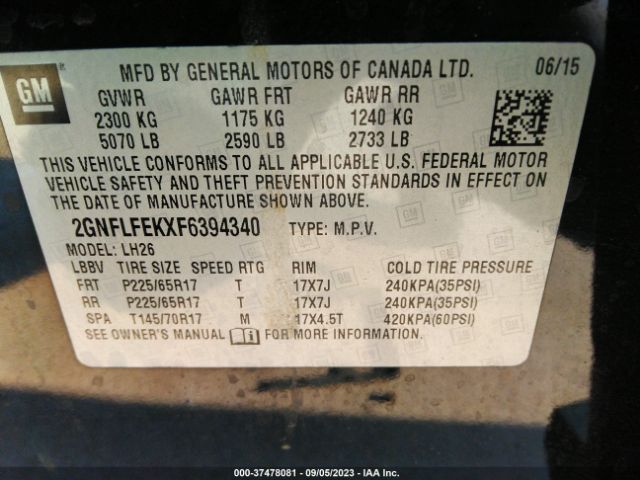 GM
MFD BY GENERAL MOTORS OF CANADA LTD. 06/15
GVWR GAWR FRT GAWR RR
2300 KG 1175 KG 1240 KG
5070 LB 2590 LB 2733 LB
THIS VEHICLE CONFORMS TO ALL APPLICABLE U.S. FEDERAL MOTOR
VEHICLE SAFETY AND THEFT PREVENTION STANDARDS IN EFFECT ON
THE DATE OF MANUFACTURE SHOWN ABOVE.
2GNFLFEKXF6394340 TYPE: M.P.V.
MODEL: LH26
LBBV TIRE SIZE SPEED RTG RIM COLD TIRE PRESSURE
FRT P225/65R17 T 17X7J 240KPA(35PSI)
RR P225/65R17 T 17X7J 240KPA(35PSI)
SPA T145/70R17 M 17X4.5T 420KPA(60PSI)
SEE OWNER'S MANUAL FOR MORE INFORMATION.
000-37478081 - 09/05/2023 - IAA Inc.